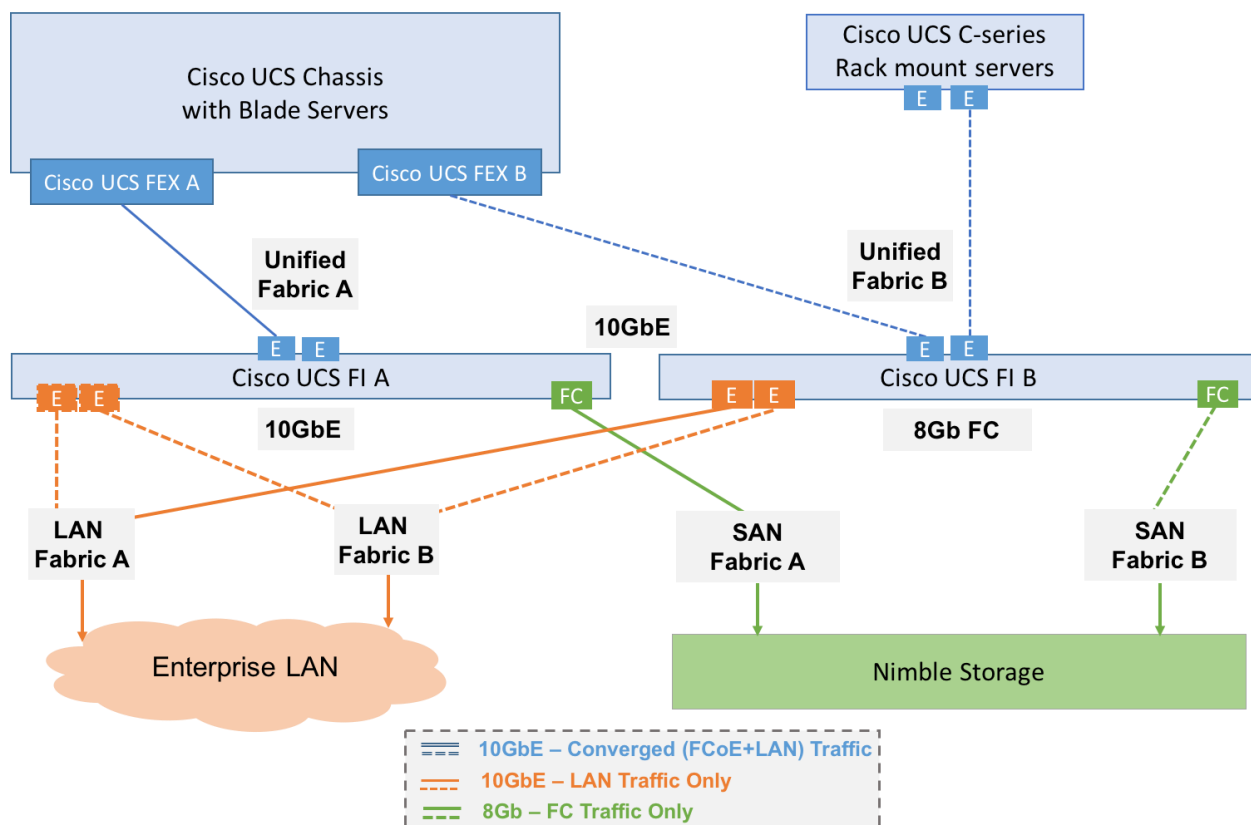 Cisco UCS Chassis
with Blade Servers
Cisco UCS C-series
Rack mount servers
E
E
Cisco UCS FEX A
Cisco UCS FEX B
Unified
Fabric A
Unified
Fabric B
10GbE
E
E
E
E
Cisco UCS FI A
Cisco UCS FI B
E
E
FC
E
E
FC
10GbE
8Gb FC
LAN
Fabric A
LAN
Fabric B
SAN
Fabric A
SAN
Fabric B
Enterprise LAN
Nimble Storage
10GbE – Converged (FCoE+LAN) Traffic
10GbE – LAN Traffic Only
8Gb – FC Traffic Only